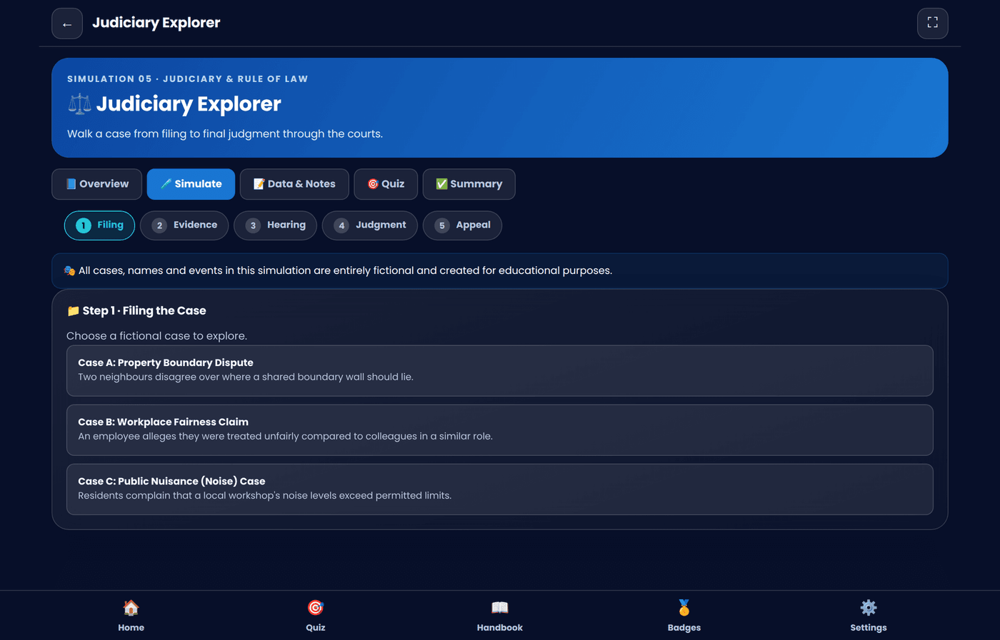 ← Judiciary Explorer
SIMULATION 05 · JUDICIARY & RULE OF LAW
⚖️ Judiciary Explorer
Walk a case from filing to final judgment through the courts.
📘 Overview
🧪 Simulate
📝 Data & Notes
🎯 Quiz
✅ Summary
1 Filing
2 Evidence
3 Hearing
4 Judgment
5 Appeal
🎭 All cases, names and events in this simulation are entirely fictional and created for educational purposes.
📁 Step 1 · Filing the Case
Choose a fictional case to explore.
Case A: Property Boundary Dispute
Two neighbours disagree over where a shared boundary wall should lie.
Case B: Workplace Fairness Claim
An employee alleges they were treated unfairly compared to colleagues in a similar role.
Case C: Public Nuisance (Noise) Case
Residents complain that a local workshop's noise levels exceed permitted limits.
Home
Quiz
Handbook
Badges
Settings